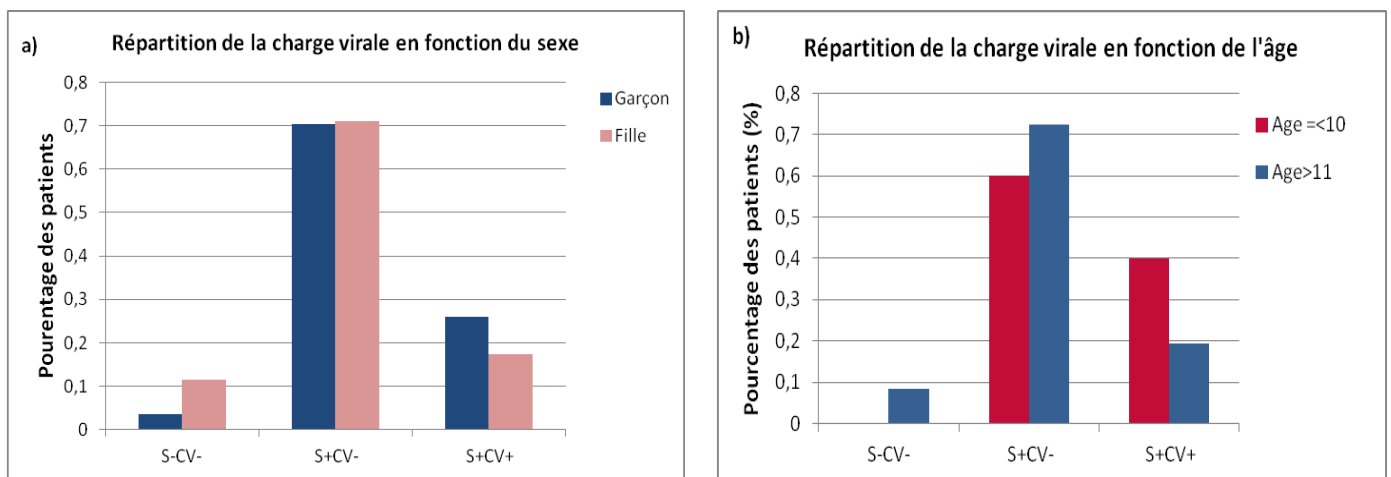 a)
Répartition de la charge virale en fonction du sexe
Pourentage des patients
0,8
0,7
0,6
0,5
0,4
0,3
0,2
0,1
0
S-CV-
S+CV-
S+CV+
Garçon
Fille
b)
Répartition de la charge virale en fonction de l'âge
Pourcentage des patients (%)
0,8
0,7
0,6
0,5
0,4
0,3
0,2
0,1
0
S-CV-
S+CV-
S+CV+
Age =<10
Age>11